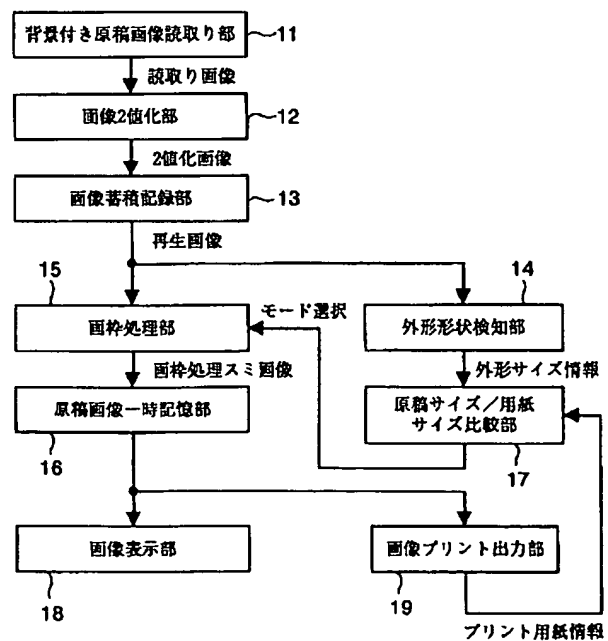 背景付き原稿画像読取り部
11
読取り画像
画像2値化部
12
2値化画像
画像蓄積記録部
13
再生画像
15
14
画枠処理部
モード選択
外形形状検知部
画枠処理スミ画像
外形サイズ情報
原稿画像一時記憶部
16
原稿サイズ／用紙
サイズ比較部
17
画像表示部
18
画像プリント出力部
19
プリント用紙情報